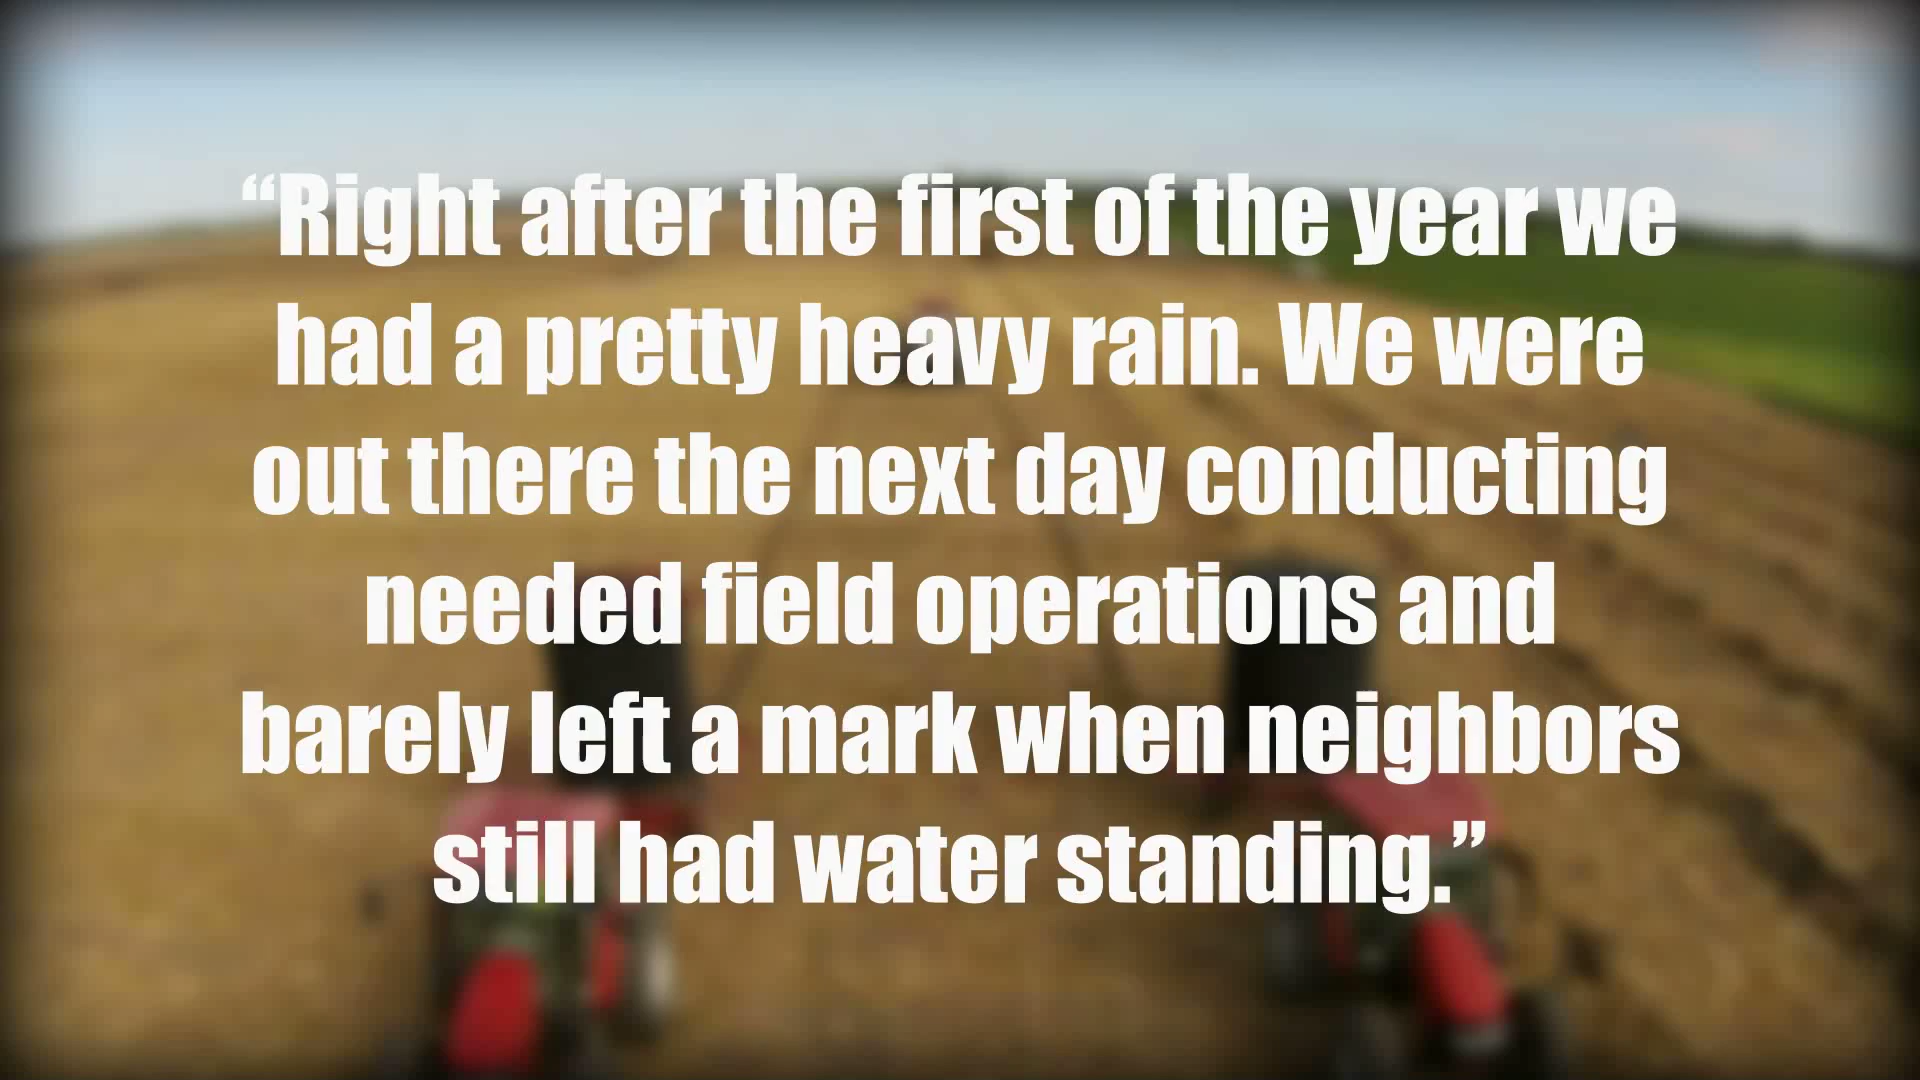 “Right after the first of the year we
had a pretty heavy rain. We were
out there the next day conducting
needed field operations and
barely left a mark when neighbors
still had water standing.”